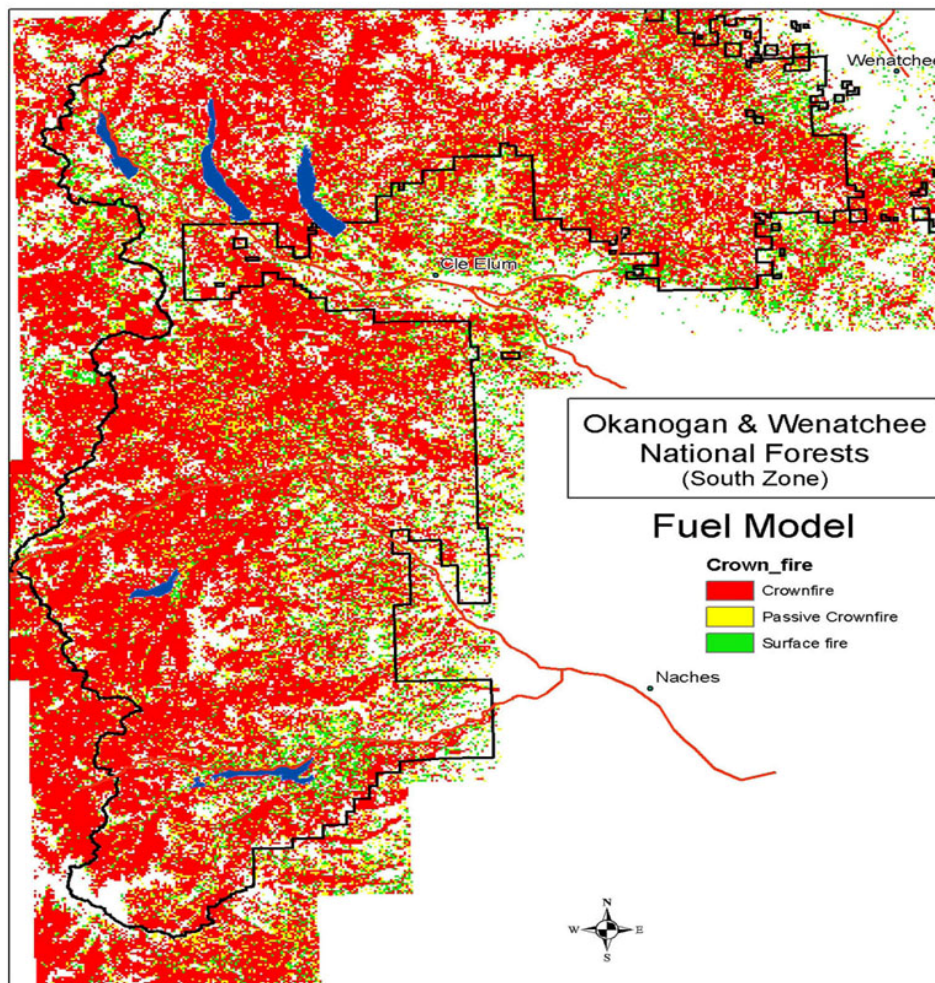 Wenatchee
Cle Elum
Okanogan & Wenatchee
National Forests
(South Zone)
Fuel Model
Crown_fire
Crownfire
Passive Crownfire
Surface fire
Naches
N
W
E
S